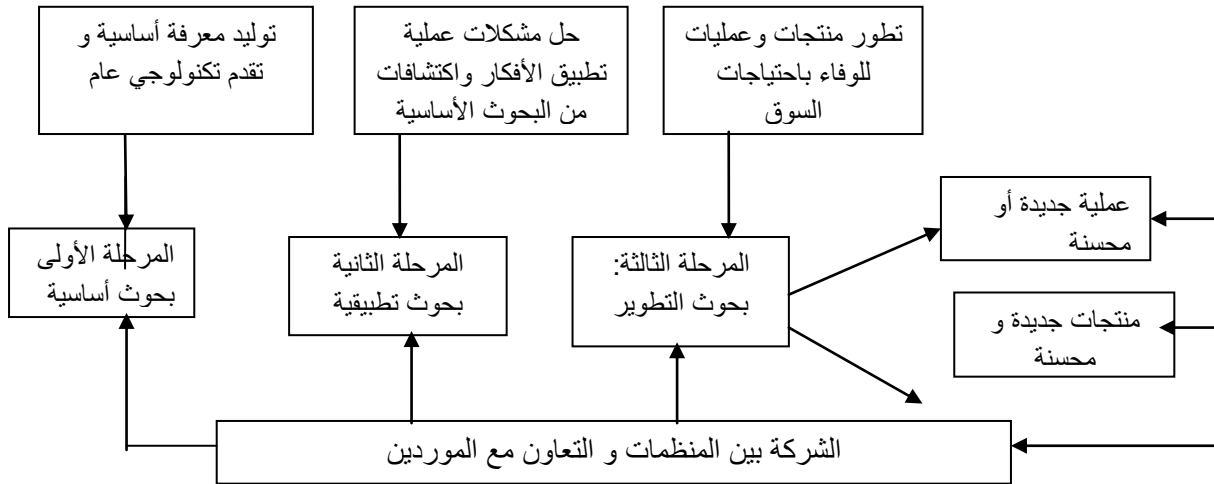 توليد معرفة أساسية و
تقدم تكنولوجي عام
حل مشكلات عملية
تطبيق الأفكار واكتشافات
من البحوث الأساسية
تطور منتجات وعمليات
للوفاء باحتياجات
السوق
عملية جديدة أو
محسنة
المرحلة الأولى
بحوث أساسية
المرحلة الثانية
بحوث تطبيقية
المرحلة الثالثة:
بحوث التطوير
منتجات جديدة و
محسنة
الشركة بين المنظمات و التعاون مع الموردين